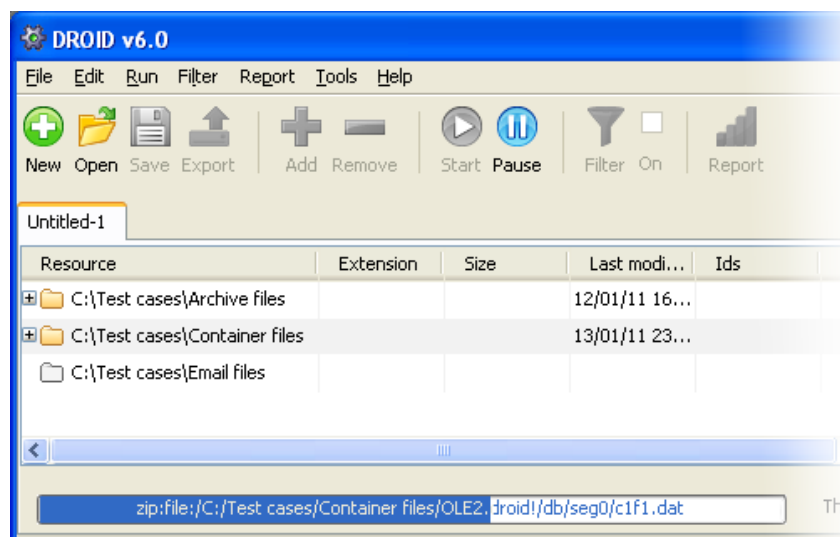 DROID v6.0
File Edit Run Filter Report Tools Help
New Open Save Export Add Remove Start Pause Filter On Report
Untitled-1
Resource Extension Size Last modi... Ids
C:\Test cases\Archive files 12/01/11 16...
C:\Test cases\Container files 13/01/11 23...
C:\Test cases\Email files
zip:file:/C:/Test cases/Container files/OLE2.droid!/db/seg0/c1f1.dat